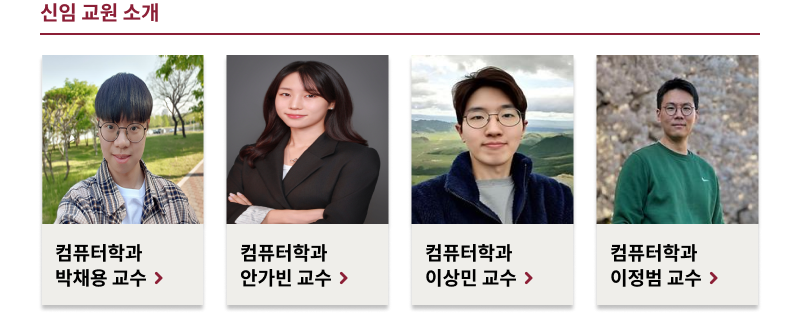 신임 교원 소개
컴퓨터학과
박채용 교수
컴퓨터학과
안가빈 교수
컴퓨터학과
이상민 교수
컴퓨터학과
이정범 교수